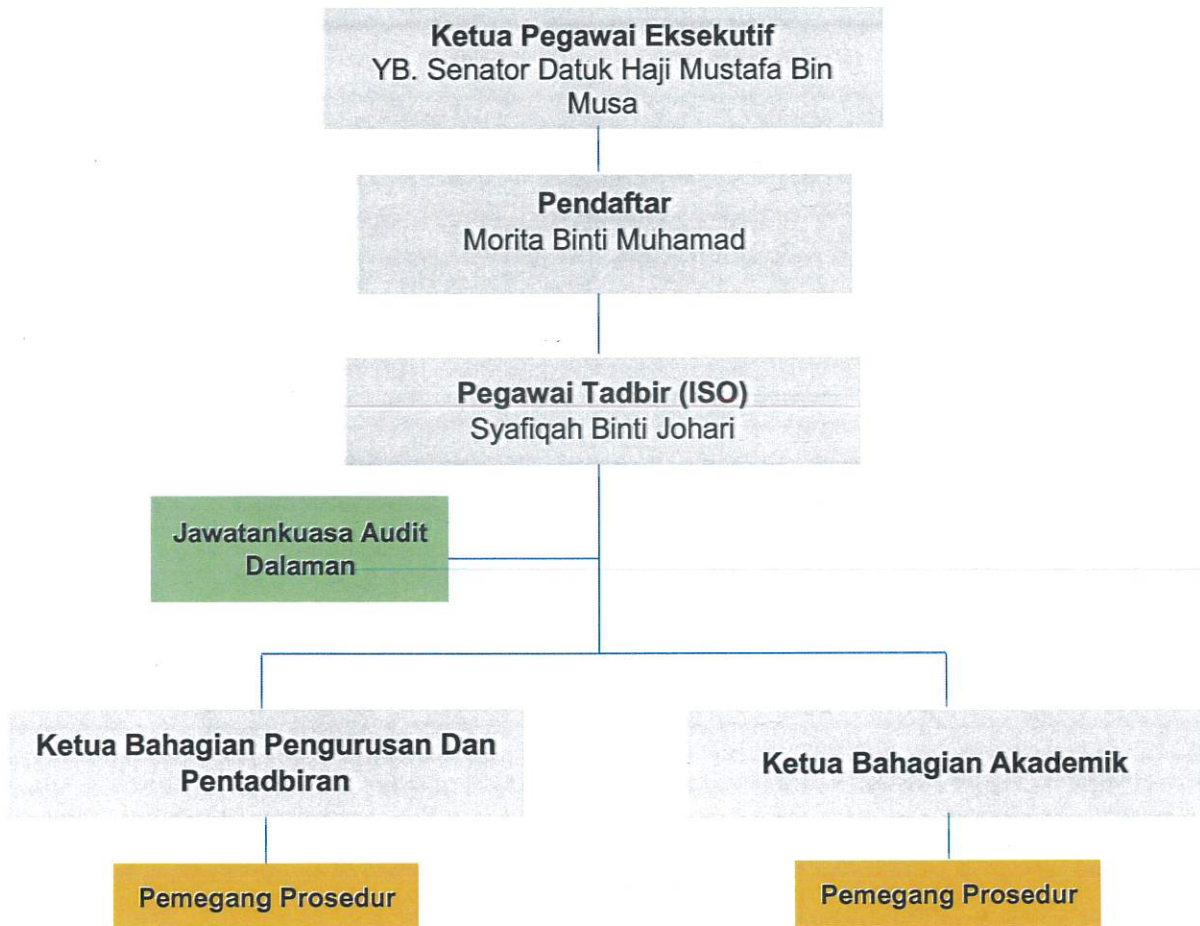 Ketua Pegawai Eksekutif
YB. Senator Datuk Haji Mustafa Bin
Musa
Pendaftar
Morita Binti Muhamad
Pegawai Tadbir (ISO)
Syafiqah Binti Johari
Jawatankuasa Audit
Dalaman
Ketua Bahagian Pengurusan Dan
Pentadbiran
Ketua Bahagian Akademik
Pemegang Prosedur
Pemegang Prosedur